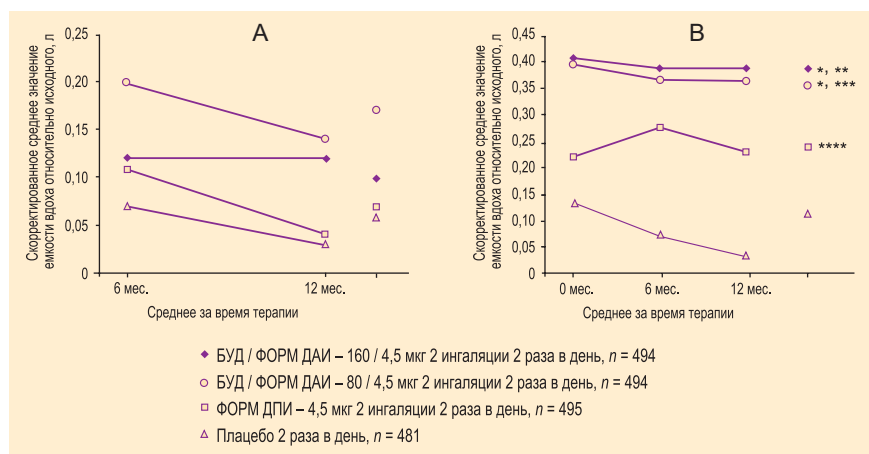 A
Скорректированное среднее значение
емкости вдоха относительно исходного, л
0,25
0,20
0,15
0,10
0,05
0
6 мес.
12 мес.
Среднее за время терапии
B
Скорректированное среднее значение
емкости вдоха относительно исходного, л
0,45
0,40
0,35
0,30
0,25
0,20
0,15
0,10
0,05
0
*, **
*, ***
****
0 мес.
6 мес.
12 мес.
Среднее за время терапии
БУД / ФОРМ ДАИ – 160 / 4,5 мкг 2 ингаляции 2 раза в день, n = 494
БУД / ФОРМ ДАИ – 80 / 4,5 мкг 2 ингаляции 2 раза в день, n = 494
ФОРМ ДПИ – 4,5 мкг 2 ингаляции 2 раза в день, n = 495
Плацебо 2 раза в день, n = 481